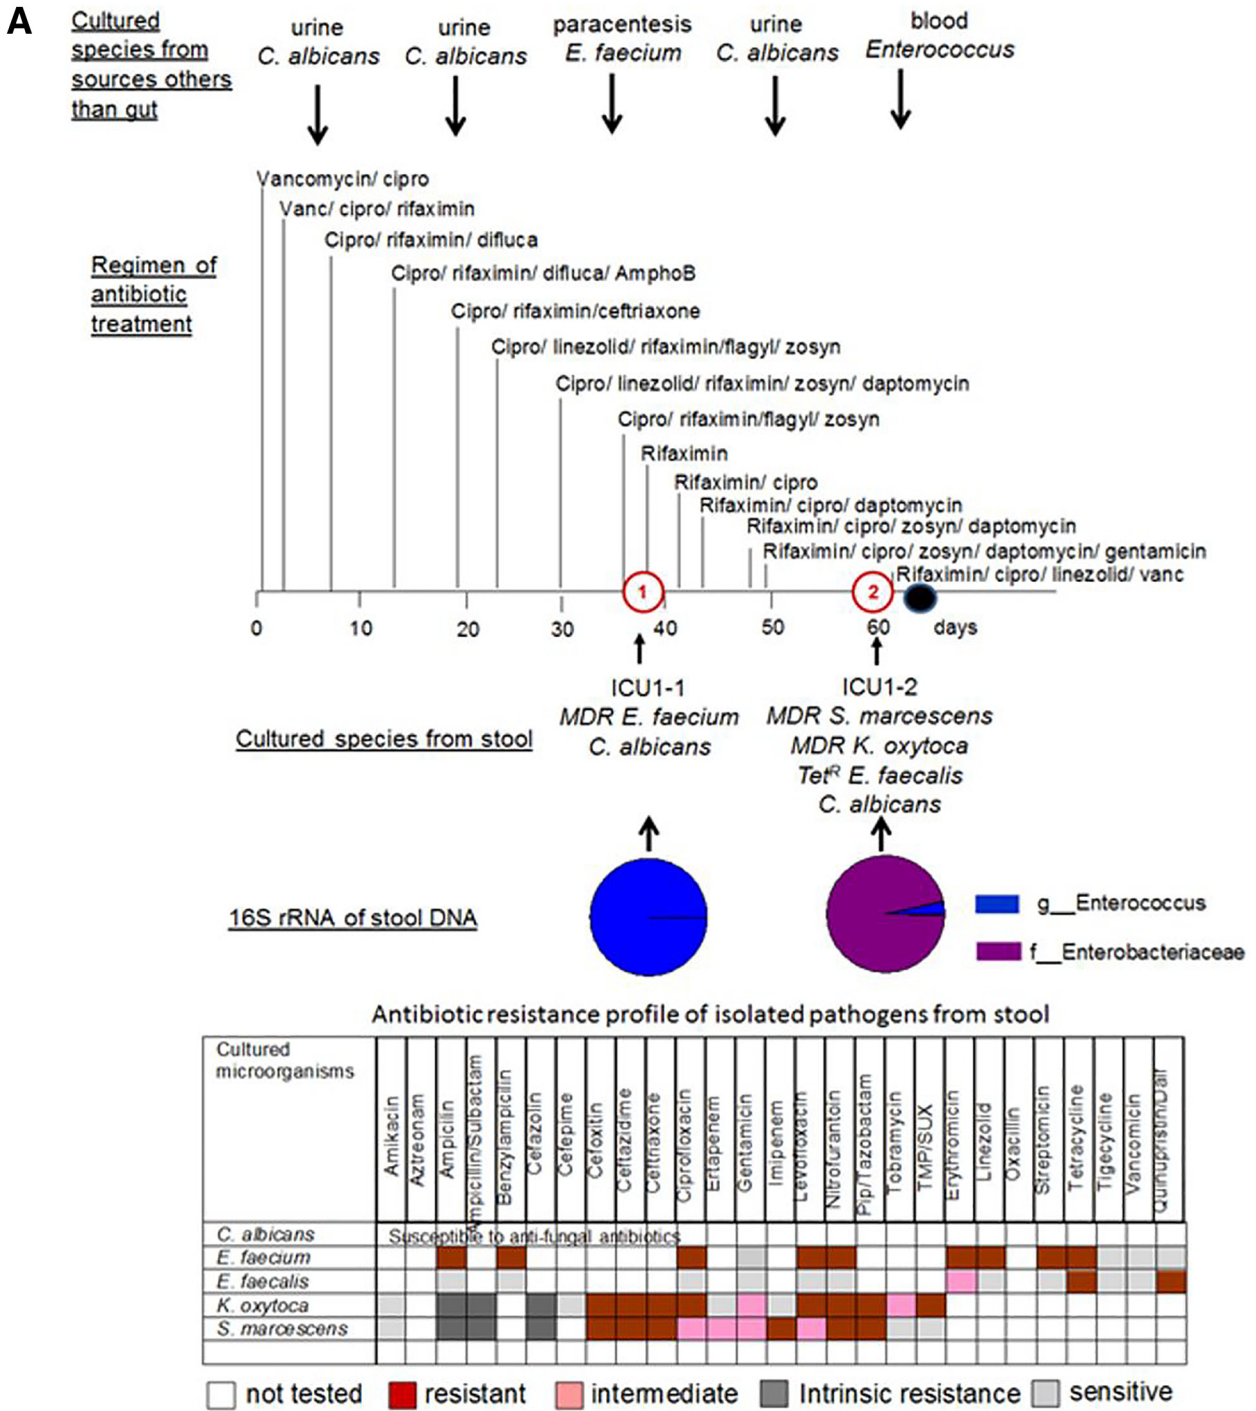 A
Cultured
species from
sources others
than gut
urine
C. albicans
urine
C. albicans
paracentesis
E. faecium
urine
C. albicans
blood
Enterococcus
Regimen of
antibiotic
treatment
Vancomycin/ cipro
Vanc/ cipro/ rifaximin
Cipro/ rifaximin/ difluca
Cipro/ rifaximin/ difluca/ AmphoB
Cipro/ rifaximin/ceftriaxone
Cipro/ linezolid/ rifaximin/flagyl/ zosyn
Cipro/ linezolid/ rifaximin/ zosyn/ daptomycin
Cipro/ rifaximin/flagyl/ zosyn
Rifaximin
Rifaximin/ cipro
Rifaximin/ cipro/ daptomycin
Rifaximin/ cipro/ zosyn/ daptomycin
Rifaximin/ cipro/ zosyn/ daptomycin/ gentamicin
Rifaximin/ cipro/ linezolid/ vanc
1
2
0 10 20 30 40 50 60 days
Cultured species from stool
ICU1-1
MDR E. faecium
C. albicans
ICU1-2
MDR S. marcescens
MDR K. oxytoca
Tetᴿ E. faecalis
C. albicans
16S rRNA of stool DNA
g__Enterococcus
f__Enterobacteriaceae
Antibiotic resistance profile of isolated pathogens from stool
Cultured
microorganisms
Amikacin
Aztreonam
Ampicilin
Ampicillin/Subactam
Benzylampicilin
Cefazolin
Cefepime
Cefoxitin
Ceftazidime
Ceftriaxone
Ciprofloxacin
Ertapenem
Gentamicin
Imipenem
Levofloxacin
Nitrofurantoin
Pip/Tazobactam
Tobramycin
TMP/SUX
Erythromicin
Linezolid
Oxacillin
Streptomicin
Tetracycline
Tigecycline
Vancomicin
Quinupristin/Dalf
C. albicans
Susceptible to anti-fungal antibiotics
E. faecium
E. faecalis
K. oxytoca
S. marcescens
not tested
resistant
intermediate
Intrinsic resistance
sensitive